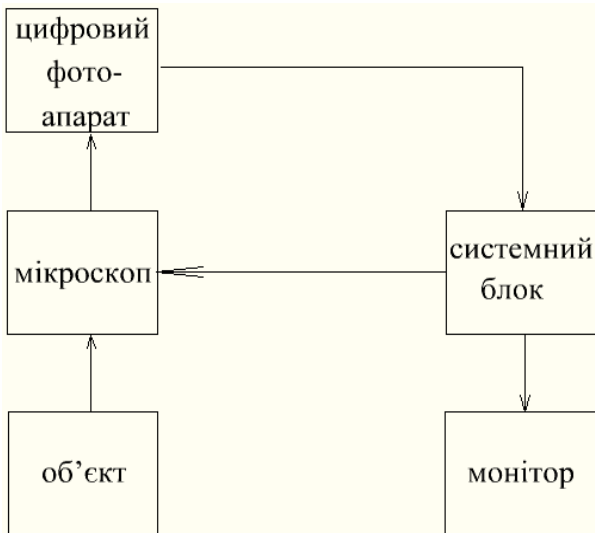 цифровий
фото-
апарат
мікроскоп
системний
блок
об’єкт
монітор